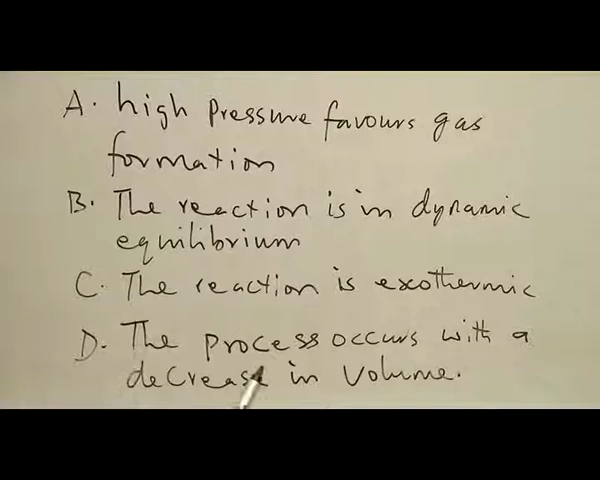 A. high pressure favours gas
formation
B. The reaction is in dynamic
equilibrium
C. The reaction is exothermic
D. The process occurs with a
decrease in volume.